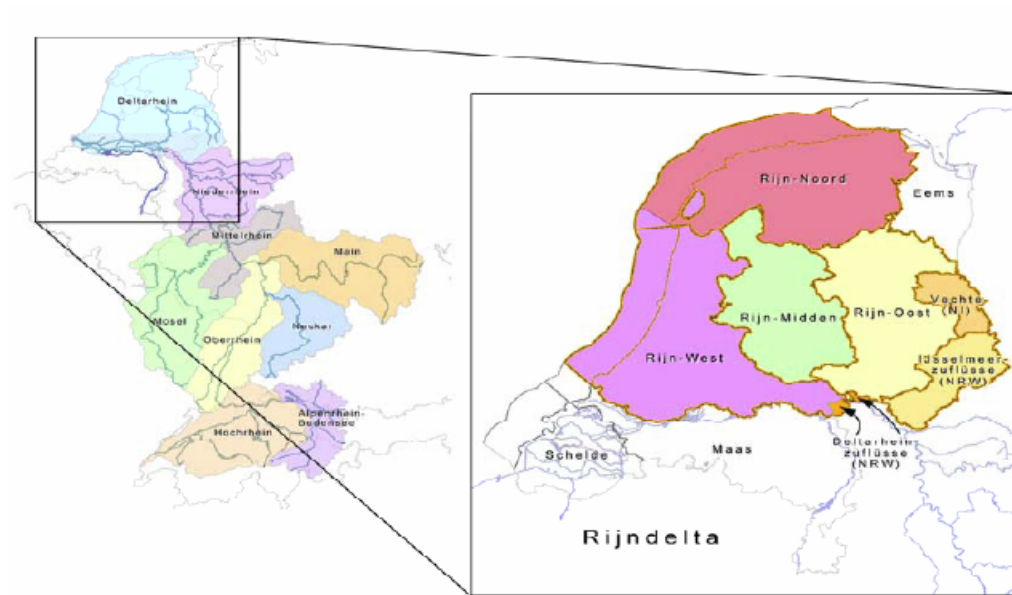 Deltarhein
Niederrhein
Mittelrhein
Main
Mosel
Neckar
Oberrhein
Alpenrhein-
Bodensee
Hochrhein
Rijn-Noord
Eems
Vechte
(NI)
Rijn-Midden
Rijn-Oost
Rijn-West
IJsselmeer-
zuflüsse
(NRW)
Deltarhein-
zuflüsse
(NRW)
Schelde
Maas
Rijndelta